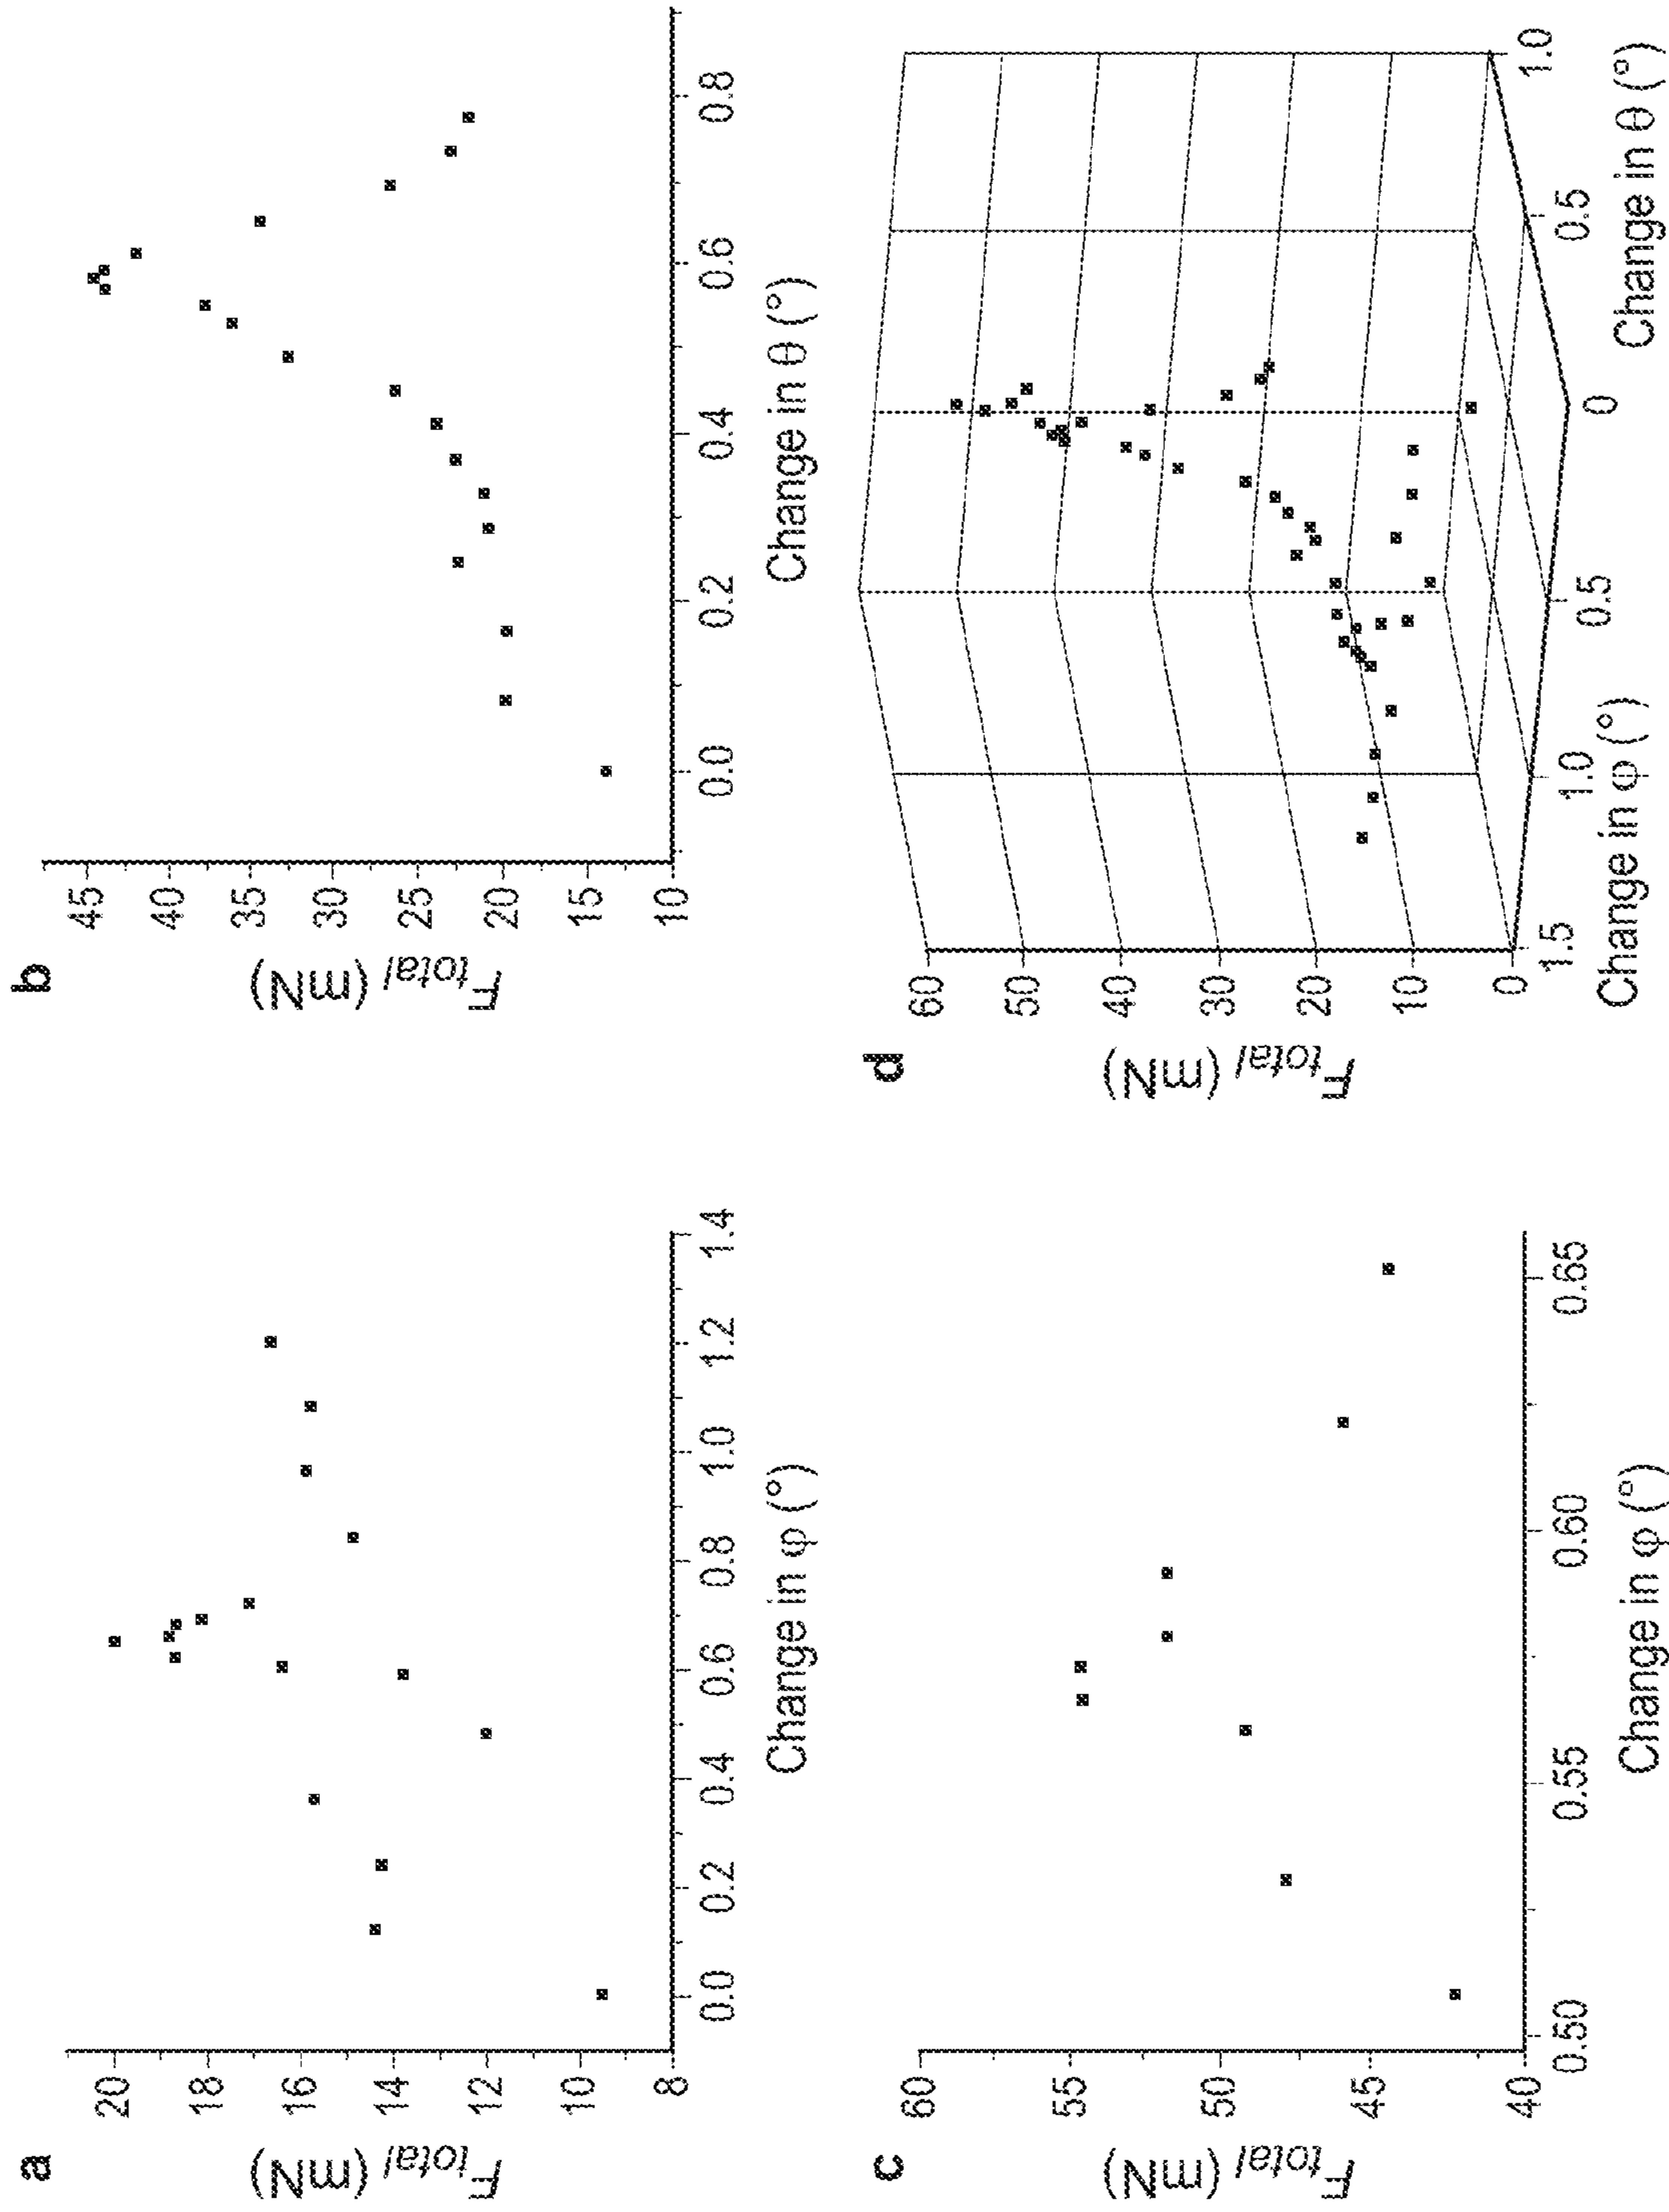 a
F total (mN)
20
18
16
14
12
10
8
0.0 0.2 0.4 0.6 0.8 1.0 1.2 1.4
Change in φ (°)
b
F total (mN)
45
40
35
30
25
20
15
10
0.0 0.2 0.4 0.6 0.8
Change in θ (°)
c
F total (mN)
60
55
50
45
40
0.50 0.55 0.60 0.65
Change in φ (°)
d
F total (mN)
60
50
40
30
20
10
0
1.5 1.0 0.5 0 0.5 1.0
Change in φ (°)
Change in θ (°)